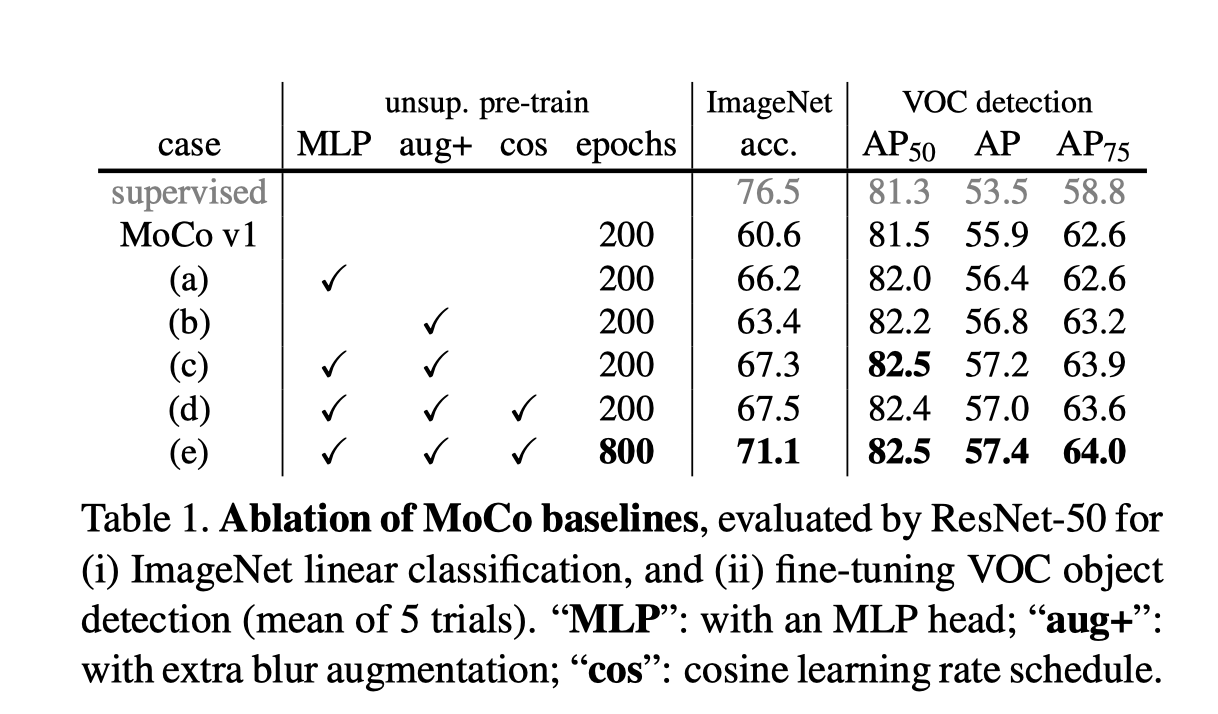 unsup. pre-train ImageNet VOC detection
case MLP aug+ cos epochs acc. AP50 AP AP75
supervised 76.5 81.3 53.5 58.8
MoCo v1 200 60.6 81.5 55.9 62.6
(a) ✓ 200 66.2 82.0 56.4 62.6
(b) ✓ 200 63.4 82.2 56.8 63.2
(c) ✓ ✓ 200 67.3 82.5 57.2 63.9
(d) ✓ ✓ ✓ 200 67.5 82.4 57.0 63.6
(e) ✓ ✓ ✓ 800 71.1 82.5 57.4 64.0
Table 1. Ablation of MoCo baselines, evaluated by ResNet-50 for
(i) ImageNet linear classification, and (ii) fine-tuning VOC object
detection (mean of 5 trials). “MLP”: with an MLP head; “aug+”:
with extra blur augmentation; “cos”: cosine learning rate schedule.